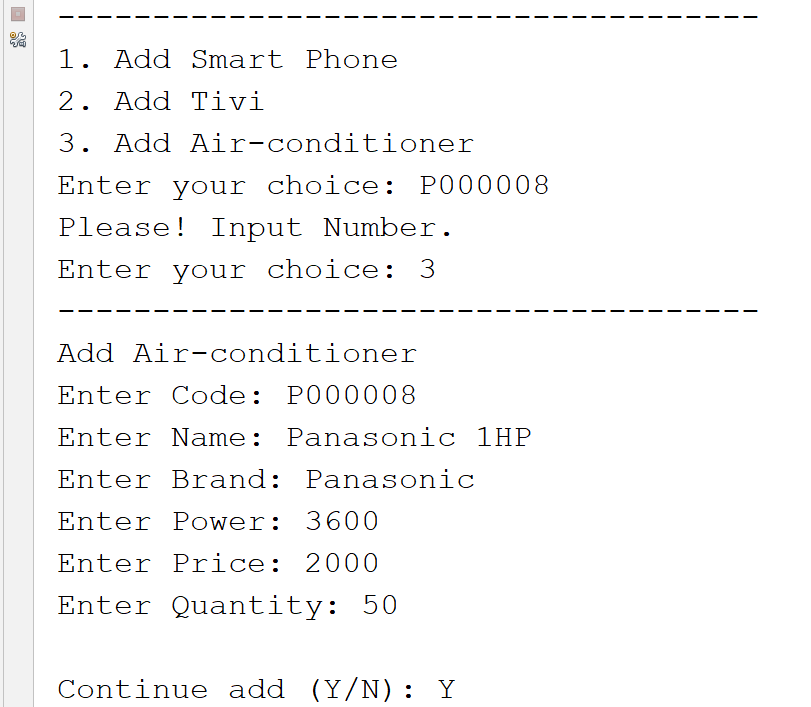 -------------------------------------
1. Add Smart Phone
2. Add Tivi
3. Add Air-conditioner
Enter your choice: P000008
Please! Input Number.
Enter your choice: 3
-------------------------------------
Add Air-conditioner
Enter Code: P000008
Enter Name: Panasonic 1HP
Enter Brand: Panasonic
Enter Power: 3600
Enter Price: 2000
Enter Quantity: 50
Continue add (Y/N): Y